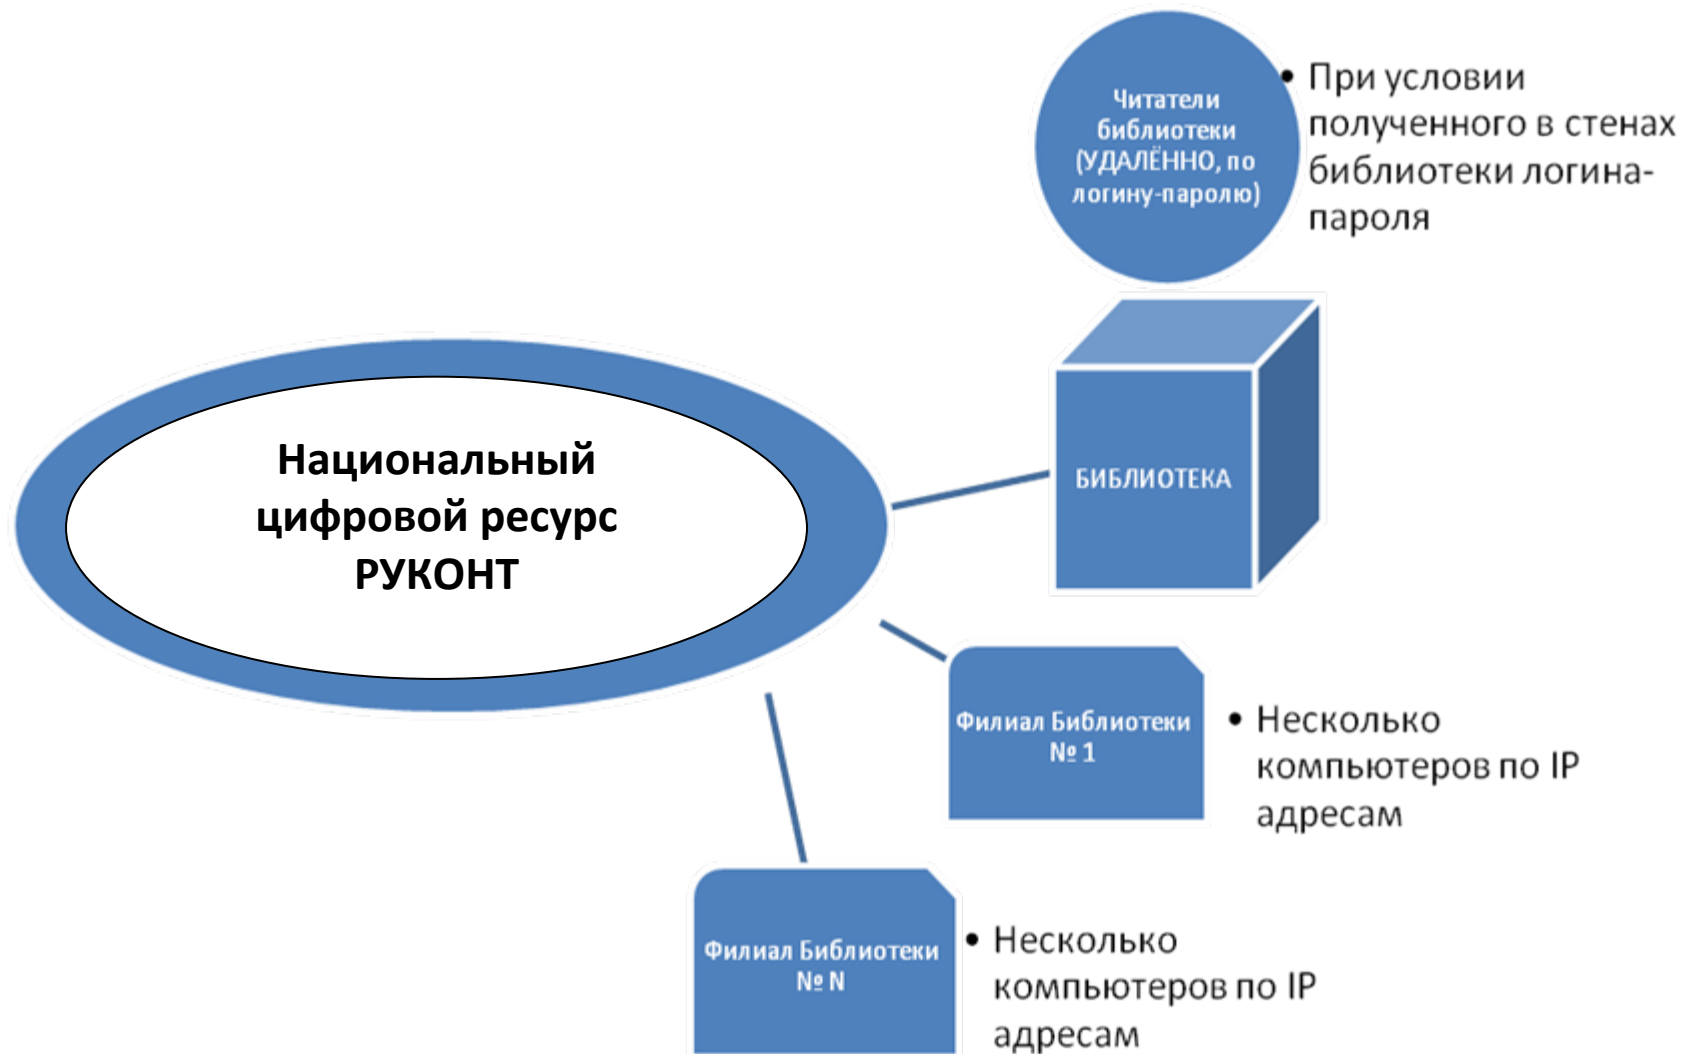 Читатели
библиотеки
(УДАЛЁННО, по
логину-паролю)
• При условии
полученного в стенах
библиотеки логина-
пароля
Национальный
цифровой ресурс
РУКОНТ
БИБЛИОТЕКА
Филиал Библиотеки
№ 1
• Несколько
компьютеров по IP
адресам
Филиал Библиотеки
№ N
• Несколько
компьютеров по IP
адресам